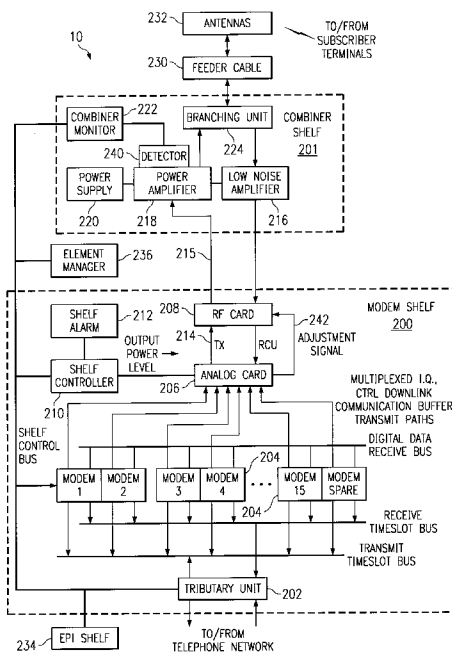 232
ANTENNAS
TO/FROM
SUBSCRIBER
TERMINALS
10
230
FEEDER CABLE
COMBINER
MONITOR
222
BRANCHING UNIT
COMBINER
SHELF
201
240
DETECTOR
224
POWER
SUPPLY
POWER
AMPLIFIER
LOW NOISE
AMPLIFIER
220
218
216
ELEMENT
MANAGER
236
215
SHELF
ALARM
212
208
RF CARD
242
MODEM SHELF
200
214
TX
RCU
ADJUSTMENT
SIGNAL
OUTPUT
POWER
LEVEL
SHELF
CONTROLLER
206
ANALOG CARD
210
MULTIPLEXED I.Q.,
CTRL DOWNLINK
COMMUNICATION BUFFER
TRANSMIT PATHS
SHELF
CONTROL
BUS
DIGITAL DATA
RECEIVE BUS
MODEM
1
MODEM
2
MODEM
3
MODEM
4
204
204
MODEM
15
MODEM
SPARE
RECEIVE
TIMESLOT BUS
TRANSMIT
TIMESLOT BUS
TRIBUTARY UNIT
202
234
EPI SHELF
TO/FROM
TELEPHONE NETWORK